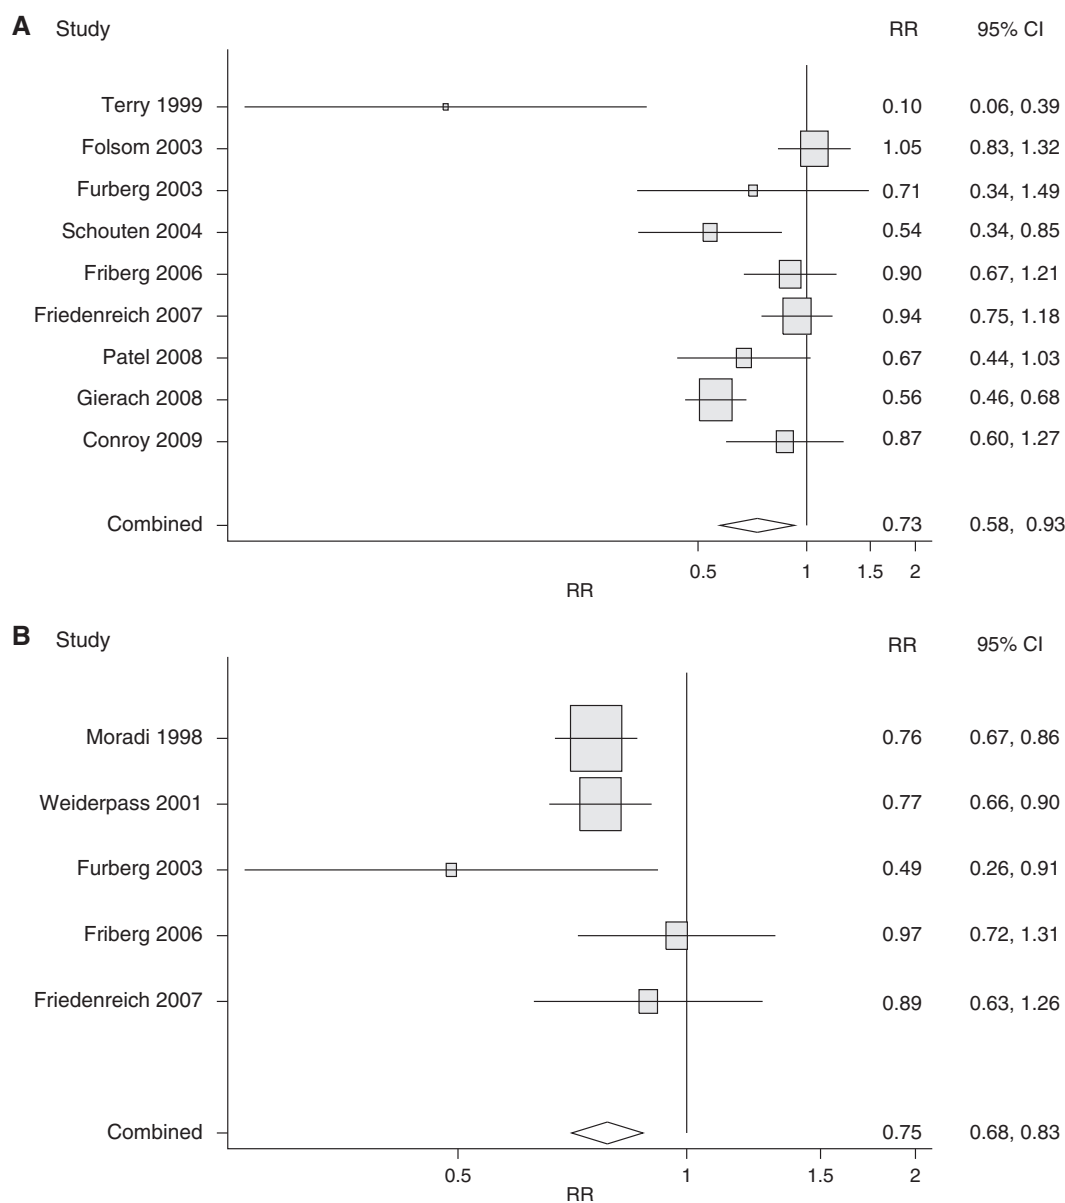 A Study RR 95% CI
Terry 1999 0.10 0.06, 0.39
Folsom 2003 1.05 0.83, 1.32
Furberg 2003 0.71 0.34, 1.49
Schouten 2004 0.54 0.34, 0.85
Friberg 2006 0.90 0.67, 1.21
Friedenreich 2007 0.94 0.75, 1.18
Patel 2008 0.67 0.44, 1.03
Gierach 2008 0.56 0.46, 0.68
Conroy 2009 0.87 0.60, 1.27
Combined 0.73 0.58, 0.93
0.5 1 1.5 2
RR
B Study RR 95% CI
Moradi 1998 0.76 0.67, 0.86
Weiderpass 2001 0.77 0.66, 0.90
Furberg 2003 0.49 0.26, 0.91
Friberg 2006 0.97 0.72, 1.31
Friedenreich 2007 0.89 0.63, 1.26
Combined 0.75 0.68, 0.83
0.5 1 1.5 2
RR